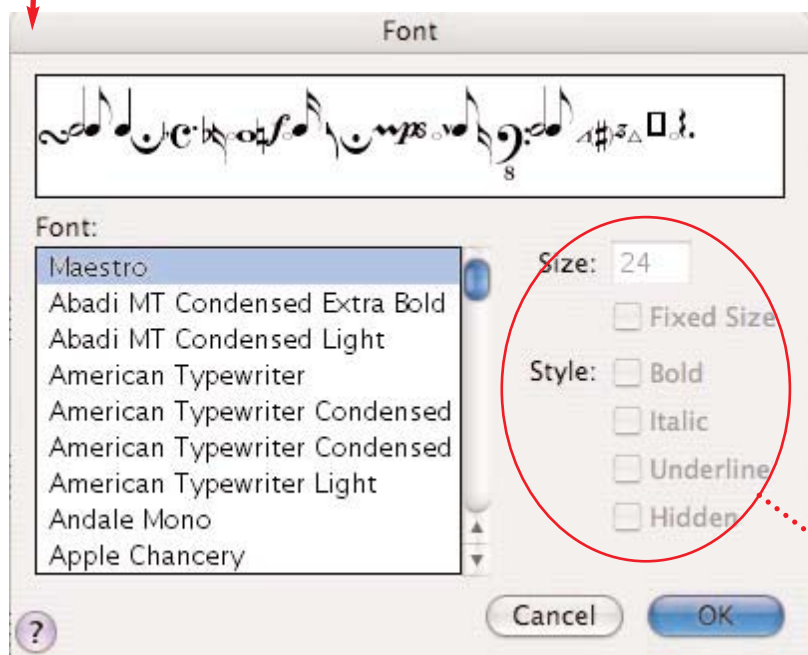 Font
Font:
Maestro
Abadi MT Condensed Extra Bold
Abadi MT Condensed Light
American Typewriter
American Typewriter Condensed
American Typewriter Condensed
American Typewriter Light
Andale Mono
Apple Chancery
Size: 24
Fixed Size
Style: Bold
Italic
Underline
Hidden
?
Cancel
OK